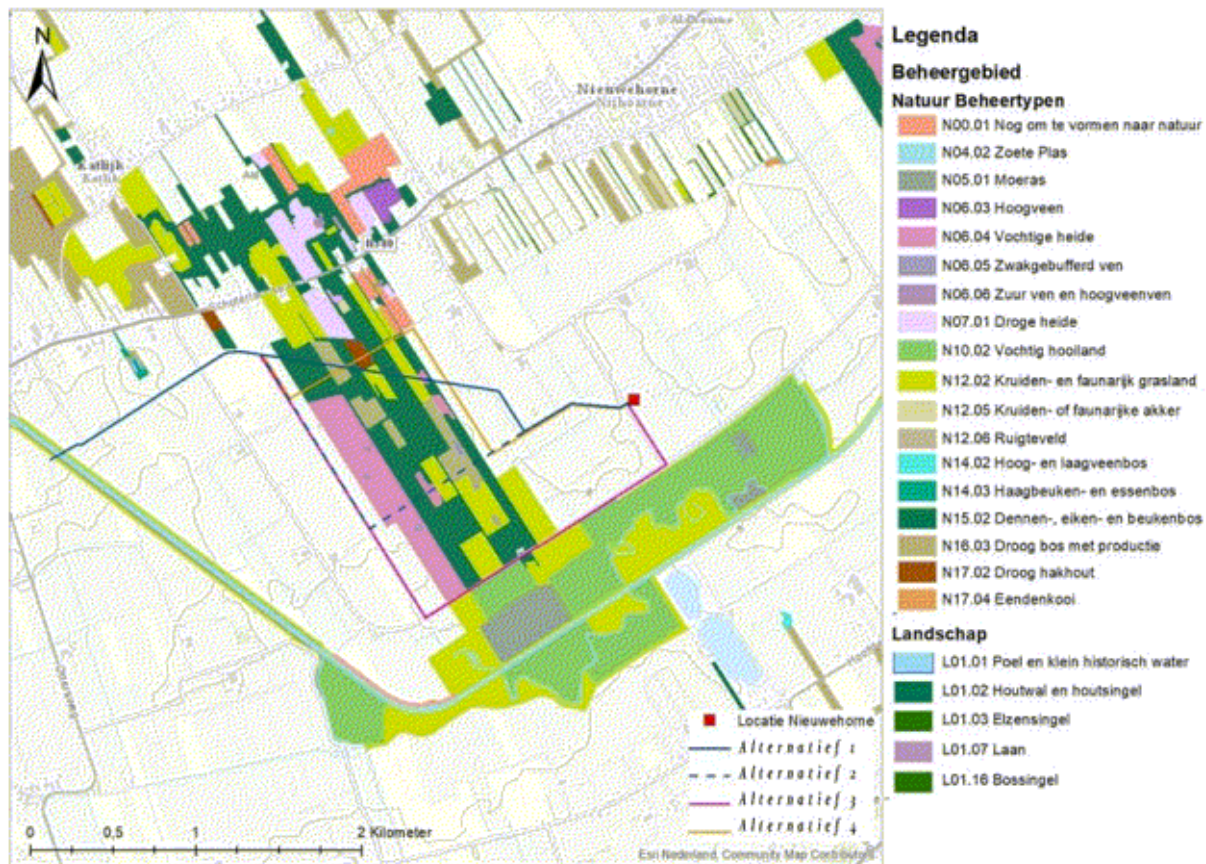 N
Nieuwehorne
Nijhoarne
Katlijk
Katlik
N380
Legenda
Beheergebied
Natuur Beheertypen
N00.01 Nog om te vormen naar natuur
N04.02 Zoete Plas
N05.01 Moeras
N06.03 Hoogveen
N06.04 Vochtige heide
N06.05 Zwakgebufferd ven
N06.06 Zuur ven en hoogveenven
N07.01 Droge heide
N10.02 Vochtig hooiland
N12.02 Kruiden- en faunarijk grasland
N12.05 Kruiden- of faunarijke akker
N12.06 Ruigteveld
N14.02 Hoog- en laagveenbos
N14.03 Haagbeuken- en essenbos
N15.02 Dennen-, eiken- en beukenbos
N16.03 Droog bos met productie
N17.02 Droog hakhout
N17.04 Eendenkooi
Landschap
L01.01 Poel en klein historisch water
L01.02 Houtwal en houtsingel
L01.03 Elzensingel
L01.07 Laan
L01.16 Bossingel
Locatie Nieuwehorne
Alternatief 1
Alternatief 2
Alternatief 3
Alternatief 4
0 0,5 1 2 Kilometer
Esri Nederland, Community Map Contributors